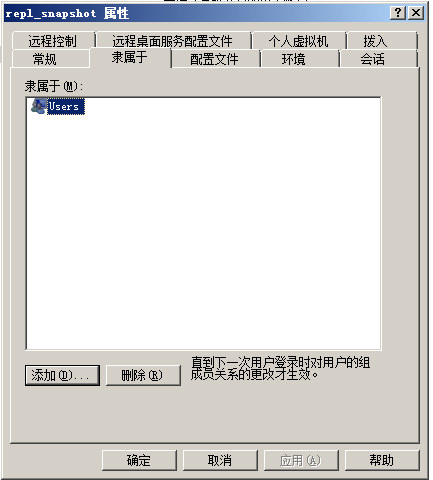 repl_snapshot 属性
远程控制 远程桌面服务配置文件 个人虚拟机 拨入
常规 隶属于 配置文件 环境 会话
隶属于(M):
Users
添加(D)... 删除(R)
直到下一次用户登录时对用户的组
成员关系的更改才生效。
确定 取消 应用(A) 帮助